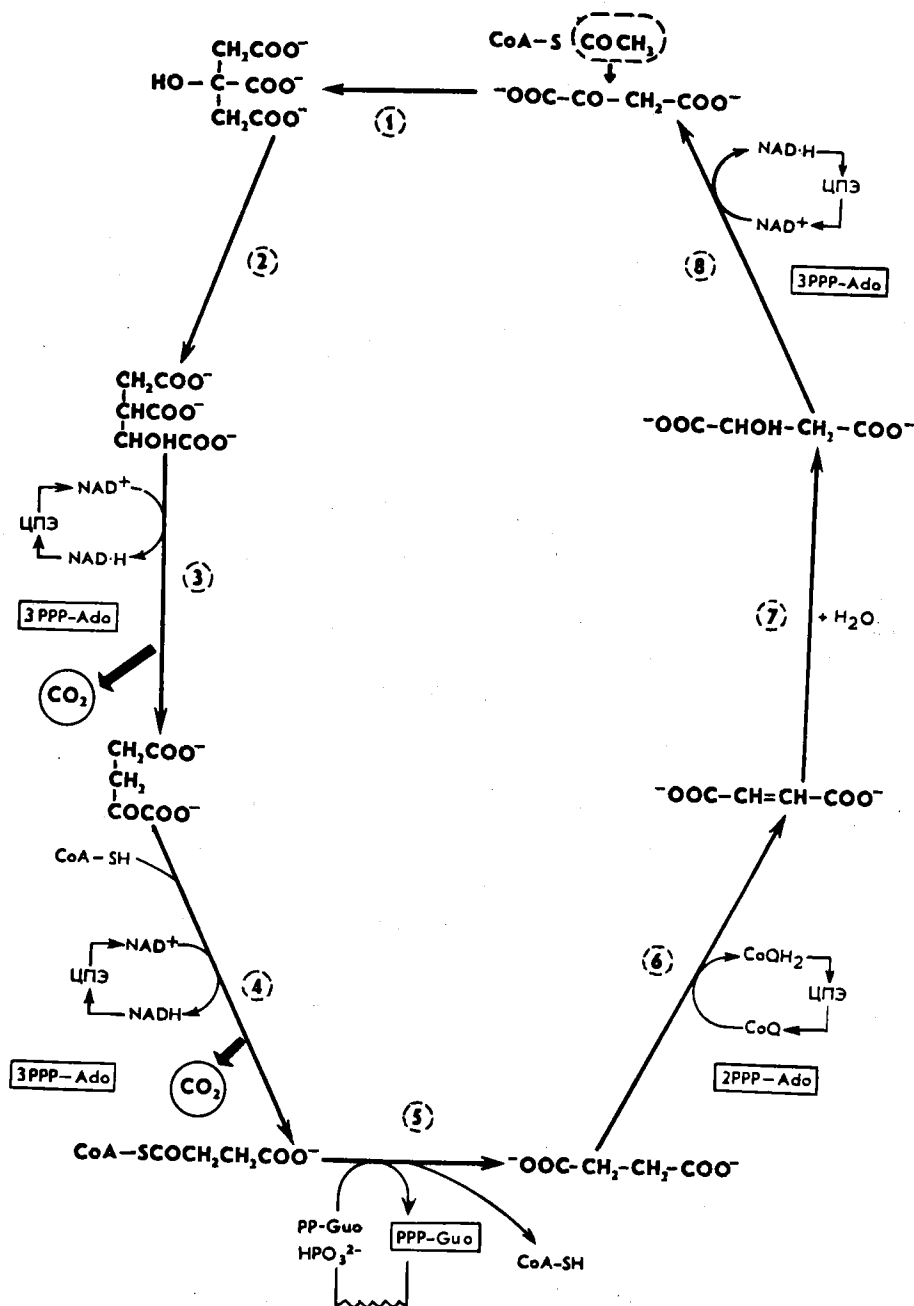 CoA–S COCH₃
⁻OOC–CO–CH₂–COO⁻
CH₂COO⁻
HO–C–COO⁻
CH₂COO⁻
1
2
CH₂COO⁻
CHCOO⁻
CHOHCOO⁻
NAD⁺
ЦПЭ
NAD·H
3
3PPP-Ado
CO₂
CH₂COO⁻
CH₂
COCOO⁻
CoA–SH
NAD⁺
ЦПЭ
NADH
4
3PPP–Ado
CO₂
CoA–SCOCH₂CH₂COO⁻
5
PP-Guo
HPO₃²⁻
PPP-Guo
CoA-SH
⁻OOC–CH₂–CH₂–COO⁻
6
CoQH₂
ЦПЭ
CoQ
2PPP–Ado
⁻OOC–CH=CH–COO⁻
7
+ H₂O
⁻OOC–CHOH–CH₂–COO⁻
8
NAD·H
ЦПЭ
NAD⁺
3PPP-Ado